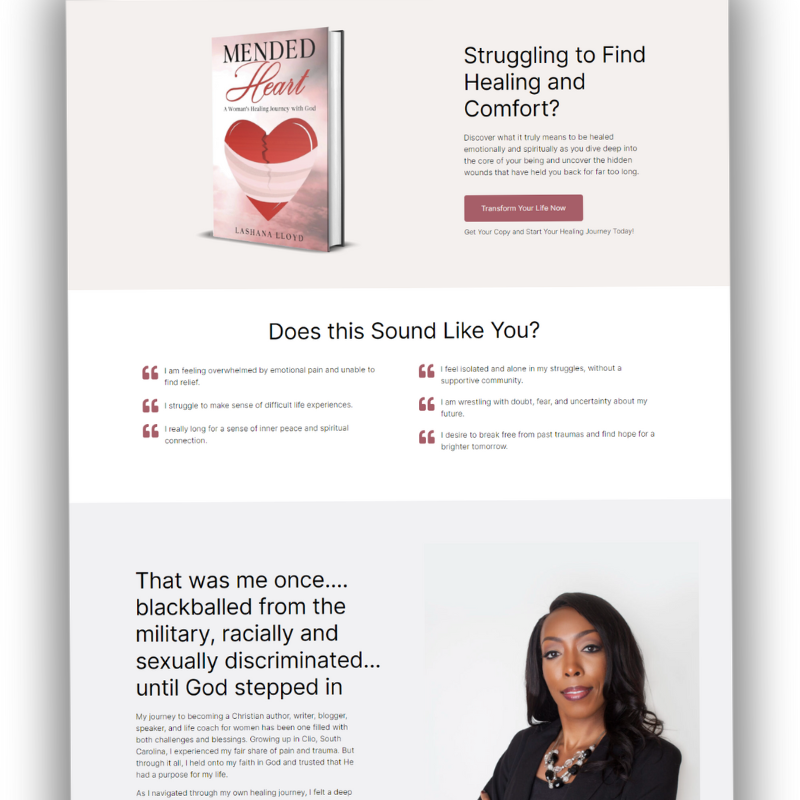 MENDED
Heart
A Woman's Healing Journey with God
LASHANA LLOYD
Struggling to Find
Healing and
Comfort?
Discover what it truly means to be healed
emotionally and spiritually as you dive deep into
the core of your being and uncover the hidden
wounds that have held you back for far too long.
Transform Your Life Now
Get Your Copy and Start Your Healing Journey Today!
Does this Sound Like You?
I am feeling overwhelmed by emotional pain and unable to
find relief.
I struggle to make sense of difficult life experiences.
I really long for a sense of inner peace and spiritual
connection.
I feel isolated and alone in my struggles, without a
supportive community.
I am wrestling with doubt, fear, and uncertainty about my
future.
I desire to break free from past traumas and find hope for a
brighter tomorrow.
That was me once....
blackballed from the
military, racially and
sexually discriminated...
until God stepped in
My journey to becoming a Christian author, writer, blogger,
speaker, and life coach for women has been one filled with
both challenges and blessings. Growing up in Clio, South
Carolina, I experienced my fair share of pain and trauma. But
through it all, I held onto my faith in God and trusted that He
had a purpose for my life.
As I navigated through my own healing journey, I felt a deep